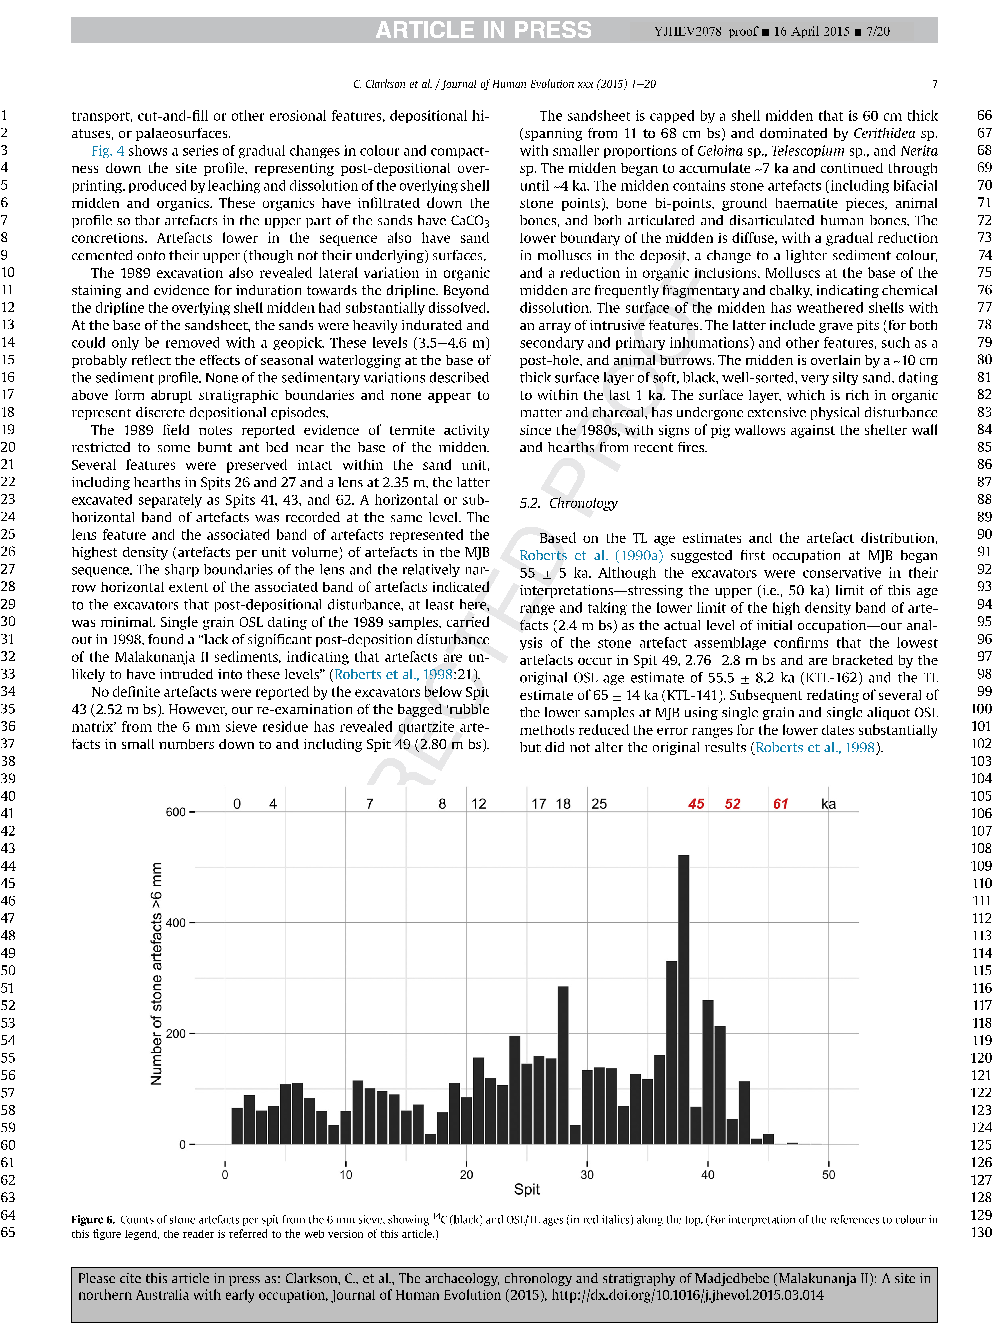 ARTICLE IN PRESS
YJHEV2078_proof ■ 16 April 2015 ■ 7/20
C. Clarkson et al. / Journal of Human Evolution xxx (2015) 1–20
7
transport, cut-and-fill or other erosional features, depositional hi-
atuses, or palaeosurfaces.
Fig. 4 shows a series of gradual changes in colour and compact-
ness down the site profile, representing post-depositional over-
printing, produced by leaching and dissolution of the overlying shell
midden and organics. These organics have infiltrated down the
profile so that artefacts in the upper part of the sands have CaCO3
concretions. Artefacts lower in the sequence also have sand
cemented onto their upper (though not their underlying) surfaces.
The 1989 excavation also revealed lateral variation in organic
staining and evidence for induration towards the dripline. Beyond
the dripline the overlying shell midden had substantially dissolved.
At the base of the sandsheet, the sands were heavily indurated and
could only be removed with a geopick. These levels (3.5–4.6 m)
probably reflect the effects of seasonal waterlogging at the base of
the sediment profile. None of the sedimentary variations described
above form abrupt stratigraphic boundaries and none appear to
represent discrete depositional episodes.
The 1989 field notes reported evidence of termite activity
restricted to some burnt ant bed near the base of the midden.
Several features were preserved intact within the sand unit,
including hearths in Spits 26 and 27 and a lens at 2.35 m, the latter
excavated separately as Spits 41, 43, and 62. A horizontal or sub-
horizontal band of artefacts was recorded at the same level. The
lens feature and the associated band of artefacts represented the
highest density (artefacts per unit volume) of artefacts in the MJB
sequence. The sharp boundaries of the lens and the relatively nar-
row horizontal extent of the associated band of artefacts indicated
to the excavators that post-depositional disturbance, at least here,
was minimal. Single grain OSL dating of the 1989 samples, carried
out in 1998, found a “lack of significant post-deposition disturbance
of the Malakunanja II sediments, indicating that artefacts are un-
likely to have intruded into these levels” (Roberts et al., 1998:21).
No definite artefacts were reported by the excavators below Spit
43 (2.52 m bs). However, our re-examination of the bagged ‘rubble
matrix’ from the 6 mm sieve residue has revealed quartzite arte-
facts in small numbers down to and including Spit 49 (2.80 m bs).
The sandsheet is capped by a shell midden that is 60 cm thick
(spanning from 11 to 68 cm bs) and dominated by Cerithidea sp.
with smaller proportions of Geloina sp., Telescopium sp., and Nerita
sp. The midden began to accumulate ~7 ka and continued through
until ~4 ka. The midden contains stone artefacts (including bifacial
stone points), bone bi-points, ground haematite pieces, animal
bones, and both articulated and disarticulated human bones. The
lower boundary of the midden is diffuse, with a gradual reduction
in molluscs in the deposit, a change to a lighter sediment colour,
and a reduction in organic inclusions. Molluscs at the base of the
midden are frequently fragmentary and chalky, indicating chemical
dissolution. The surface of the midden has weathered shells with
an array of intrusive features. The latter include grave pits (for both
secondary and primary inhumations) and other features, such as a
post-hole, and animal burrows. The midden is overlain by a ~10 cm
thick surface layer of soft, black, well-sorted, very silty sand, dating
to within the last 1 ka. The surface layer, which is rich in organic
matter and charcoal, has undergone extensive physical disturbance
since the 1980s, with signs of pig wallows against the shelter wall
and hearths from recent fires.
5.2. Chronology
Based on the TL age estimates and the artefact distribution,
Roberts et al. (1990a) suggested first occupation at MJB began
55 ± 5 ka. Although the excavators were conservative in their
interpretations—stressing the upper (i.e., 50 ka) limit of this age
range and taking the lower limit of the high density band of arte-
facts (2.4 m bs) as the actual level of initial occupation—our anal-
ysis of the stone artefact assemblage confirms that the lowest
artefacts occur in Spit 49, 2.76–2.8 m bs and are bracketed by the
original OSL age estimate of 55.5 ± 8.2 ka (KTL-162) and the TL
estimate of 65 ± 14 ka (KTL-141). Subsequent redating of several of
the lower samples at MJB using single grain and single aliquot OSL
methods reduced the error ranges for the lower dates substantially
but did not alter the original results (Roberts et al., 1998).
0 4 7 8 12 17 18 25 45 52 61 ka
600
400
200
0
Number of stone artefacts >6 mm
0 10 20 30 40 50
Spit
Figure 6. Counts of stone artefacts per spit from the 6 mm sieve, showing 14C (black) and OSL/TL ages (in red italics) along the top. (For interpretation of the references to colour in
this figure legend, the reader is referred to the web version of this article.)
Please cite this article in press as: Clarkson, C., et al., The archaeology, chronology and stratigraphy of Madjedbebe (Malakunanja II): A site in
northern Australia with early occupation, Journal of Human Evolution (2015), http://dx.doi.org/10.1016/j.jhevol.2015.03.014